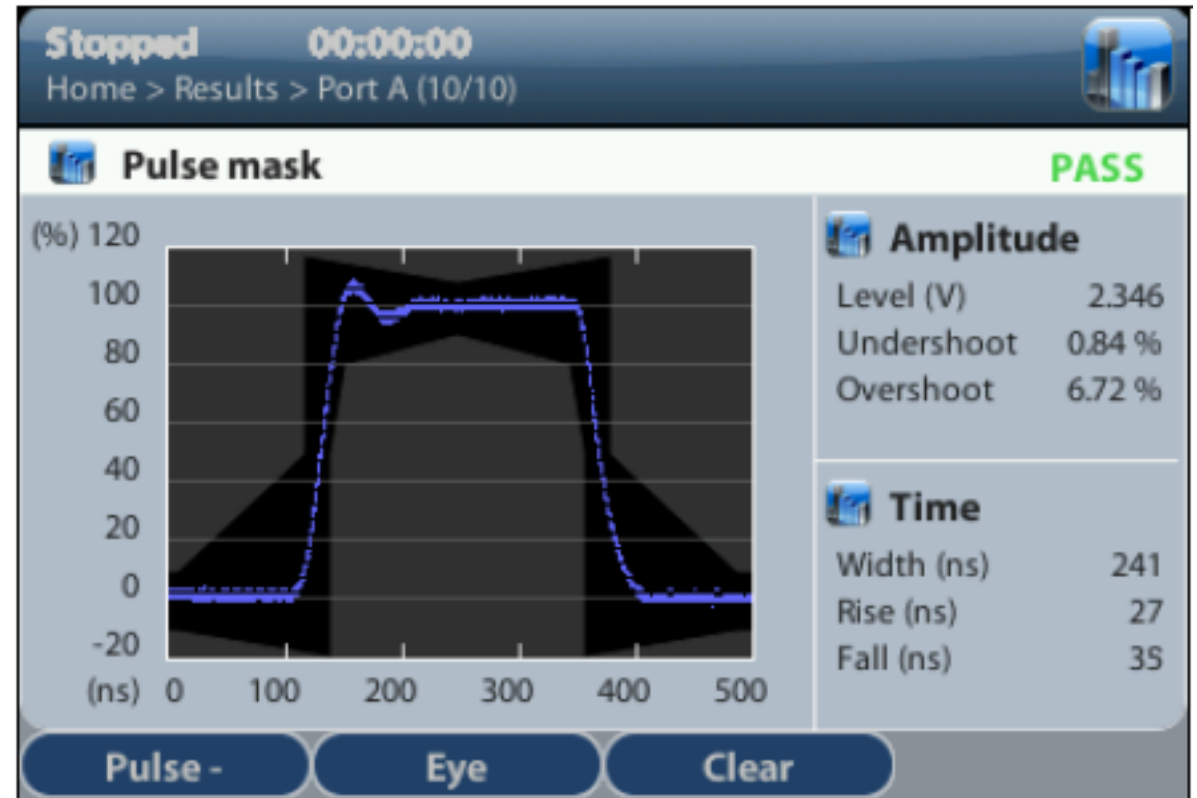 Stopped 00:00:00
Home > Results > Port A (10/10)
Pulse mask PASS
(%) 120
100
80
60
40
20
0
-20
(ns) 0 100 200 300 400 500
Amplitude
Level (V) 2.346
Undershoot 0.84 %
Overshoot 6.72 %
Time
Width (ns) 241
Rise (ns) 27
Fall (ns) 35
Pulse - Eye Clear